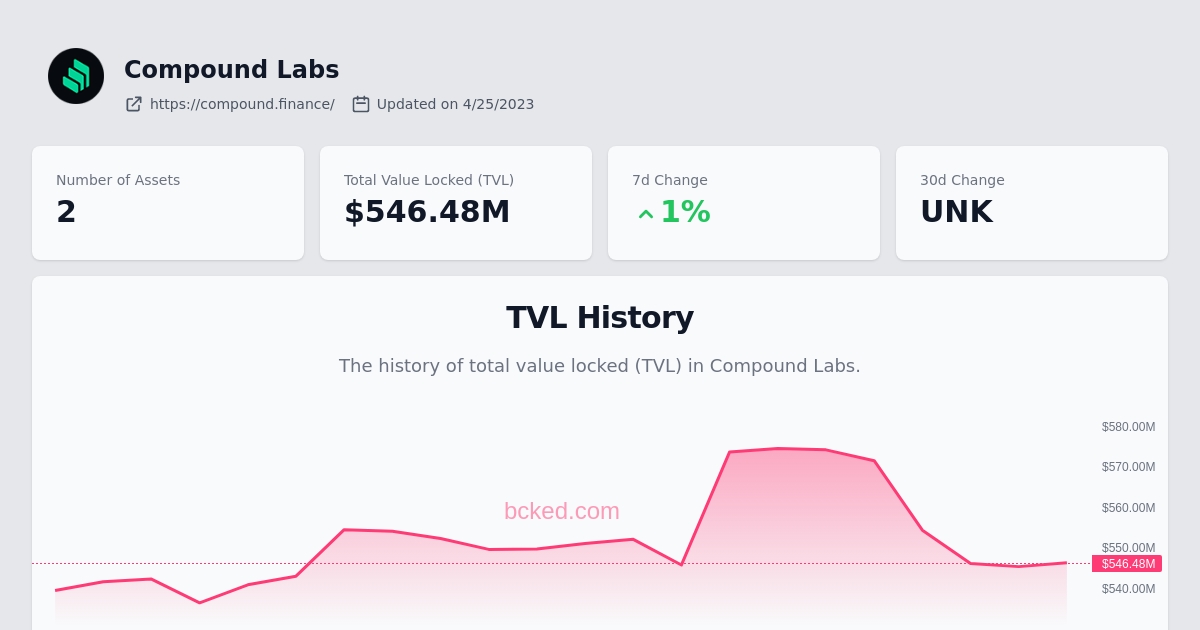 Compound Labs
https://compound.finance/ Updated on 4/25/2023
Number of Assets
2
Total Value Locked (TVL)
$546.48M
7d Change
1%
30d Change
UNK
TVL History
The history of total value locked (TVL) in Compound Labs.
$580.00M
$570.00M
bcked.com
$560.00M
$550.00M
$546.48M
$540.00M